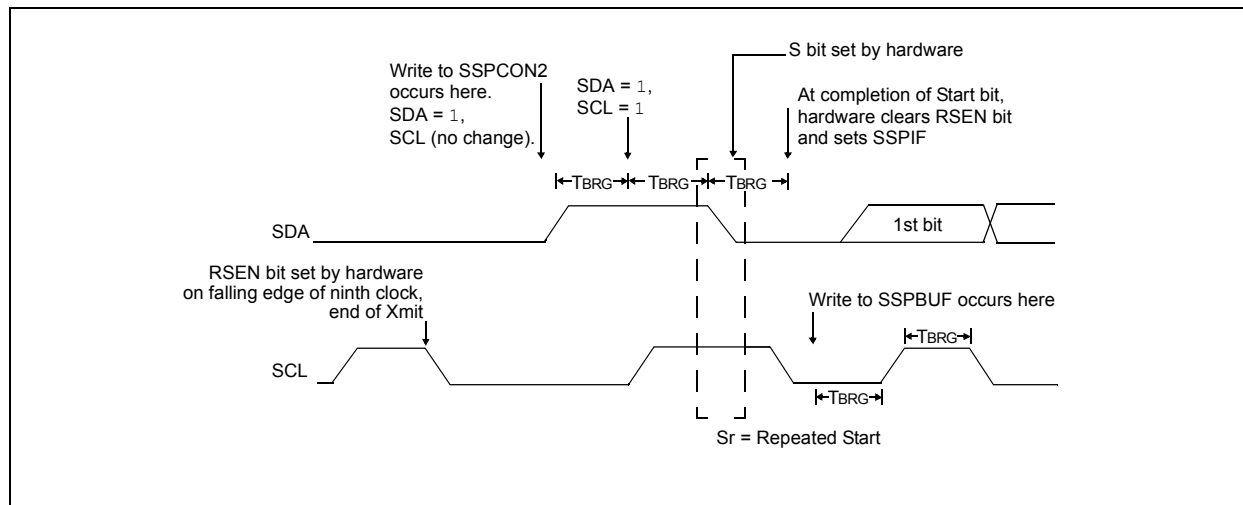 S bit set by hardware
Write to SSPCON2
occurs here.
SDA = 1,
SCL (no change).
SDA = 1,
SCL = 1
At completion of Start bit,
hardware clears RSEN bit
and sets SSPIF
TBRG
TBRG
TBRG
SDA
1st bit
RSEN bit set by hardware
on falling edge of ninth clock,
end of Xmit
Write to SSPBUF occurs here
TBRG
SCL
TBRG
Sr = Repeated Start